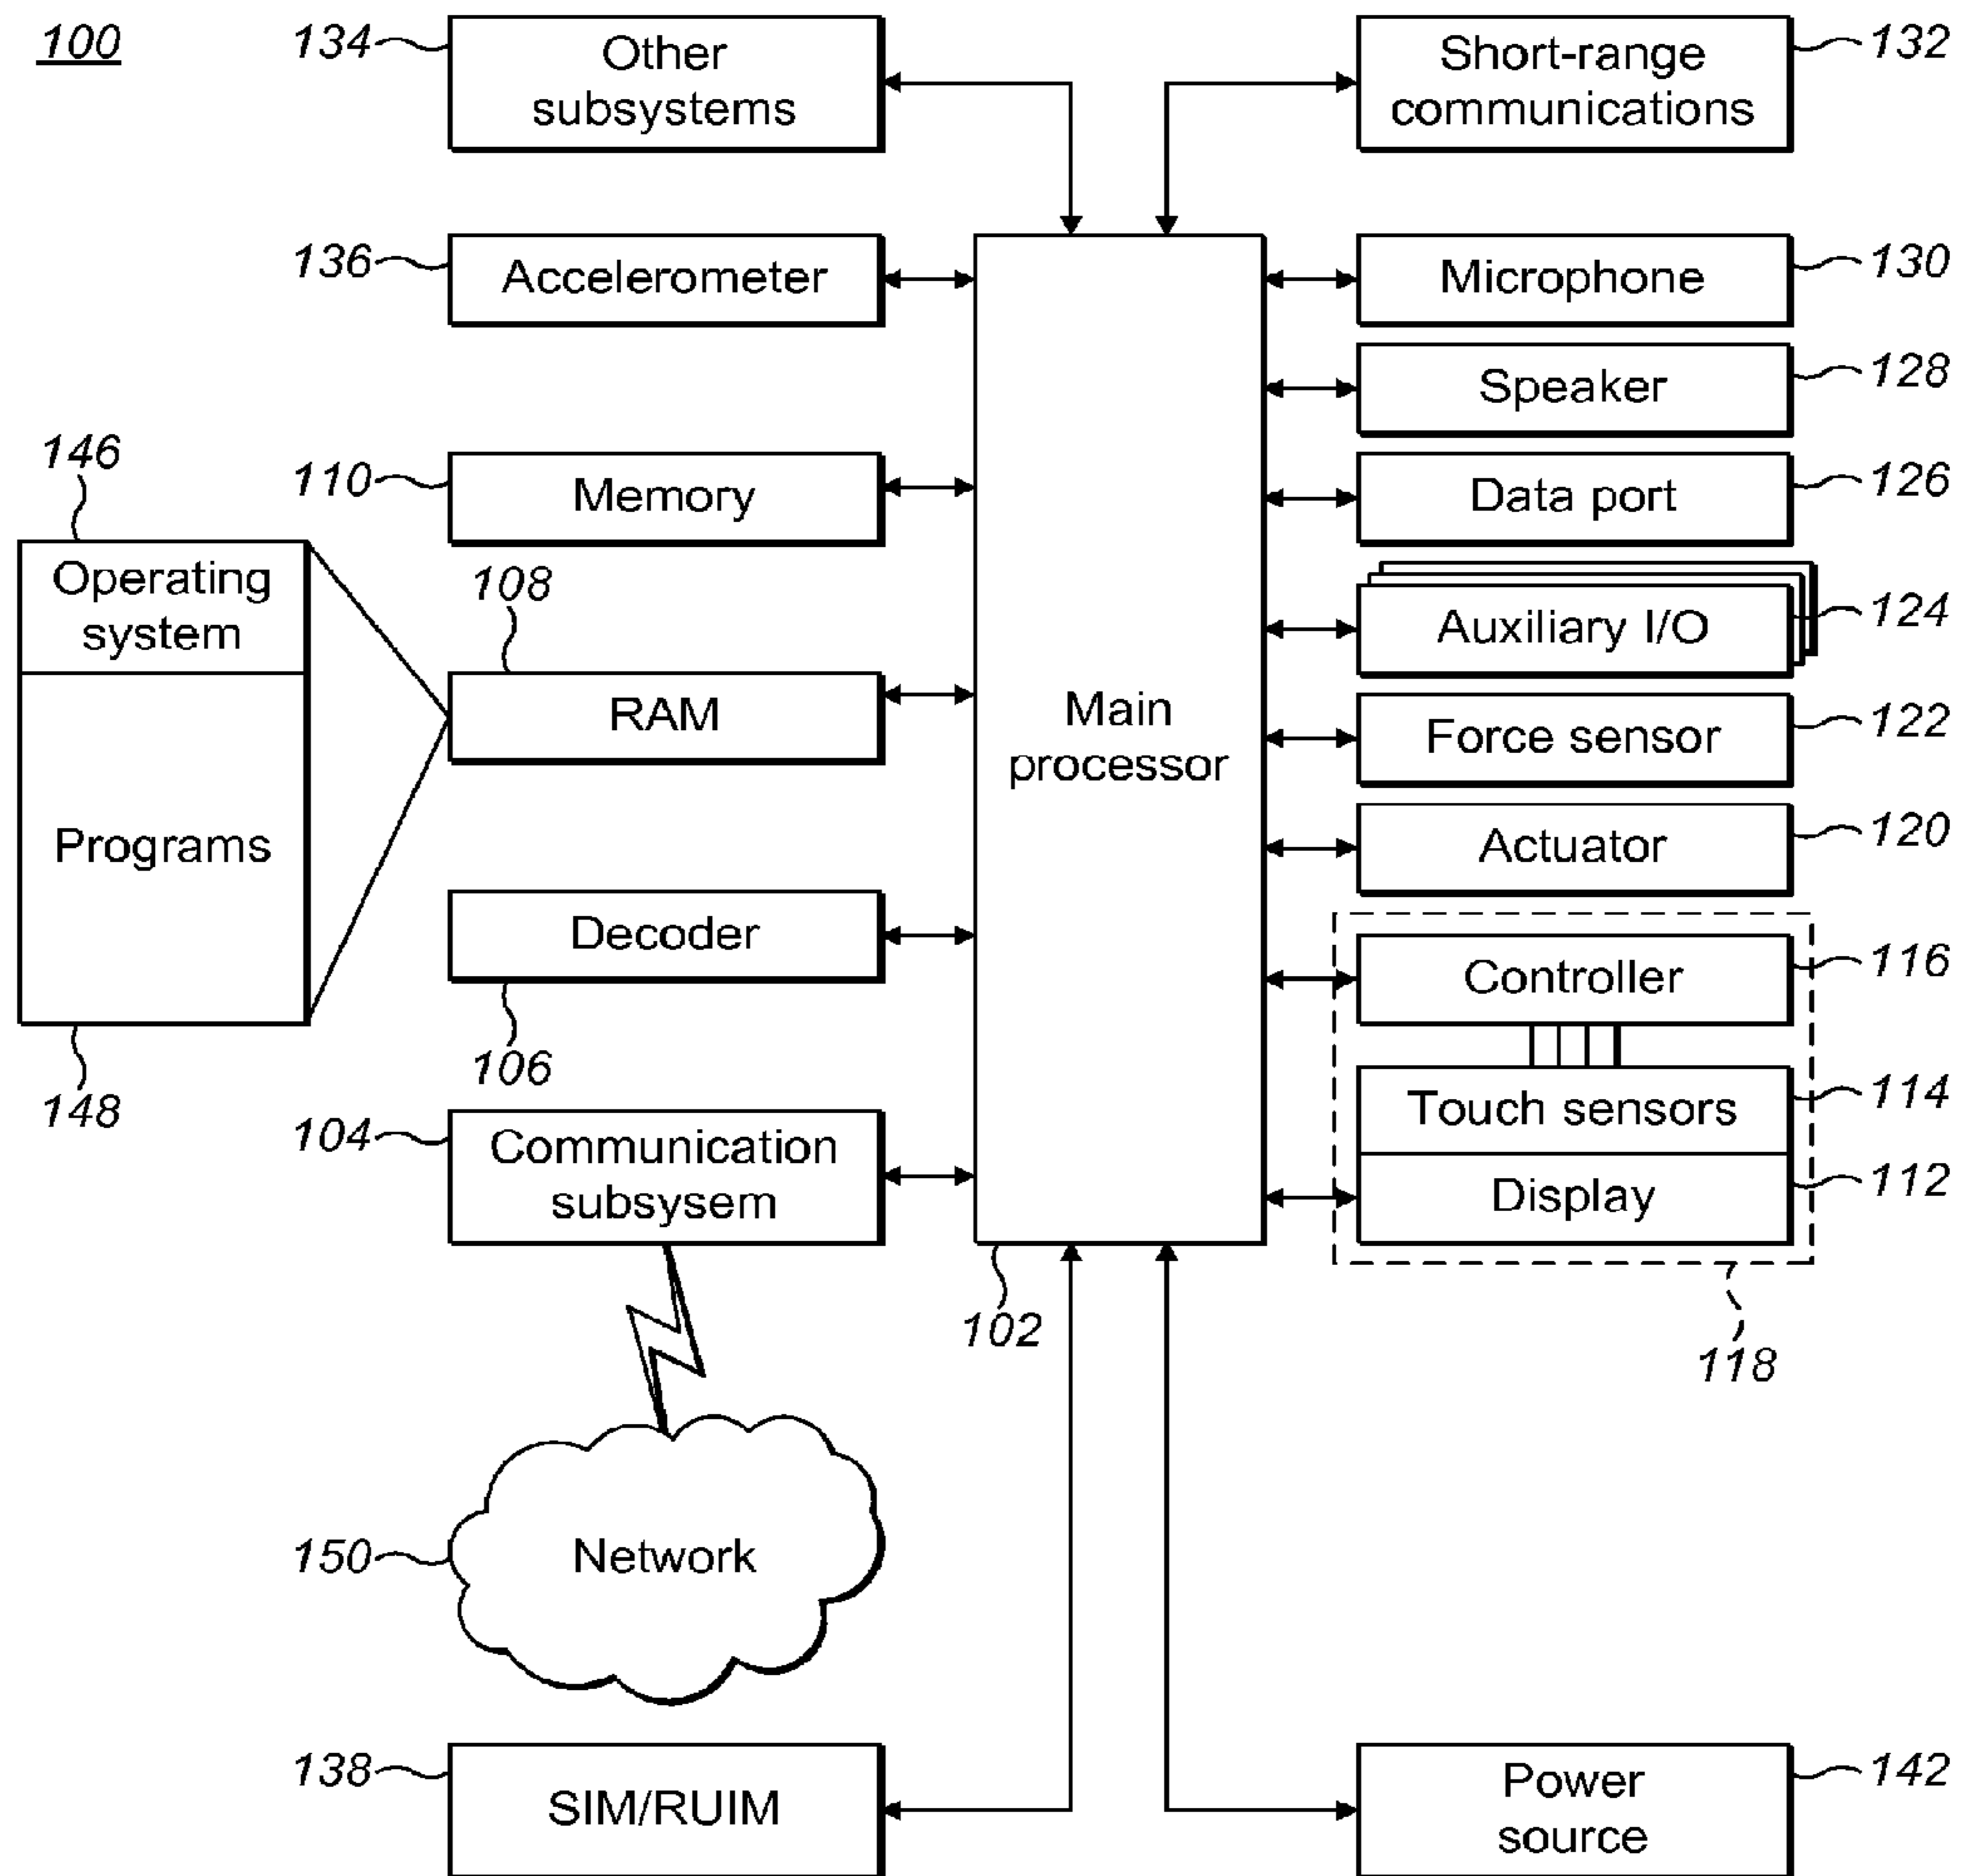 100
134
Other
subsystems
Short-range
communications
132
136
Accelerometer
Microphone
130
Speaker
128
146
110
Memory
Data port
126
Operating
system
108
Auxiliary I/O
124
RAM
Main
processor
Force sensor
122
Programs
Actuator
120
Decoder
Controller
116
106
148
104
Communication
subsysem
Touch sensors
114
Display
112
102
118
150
Network
138
SIM/RUIM
Power
source
142